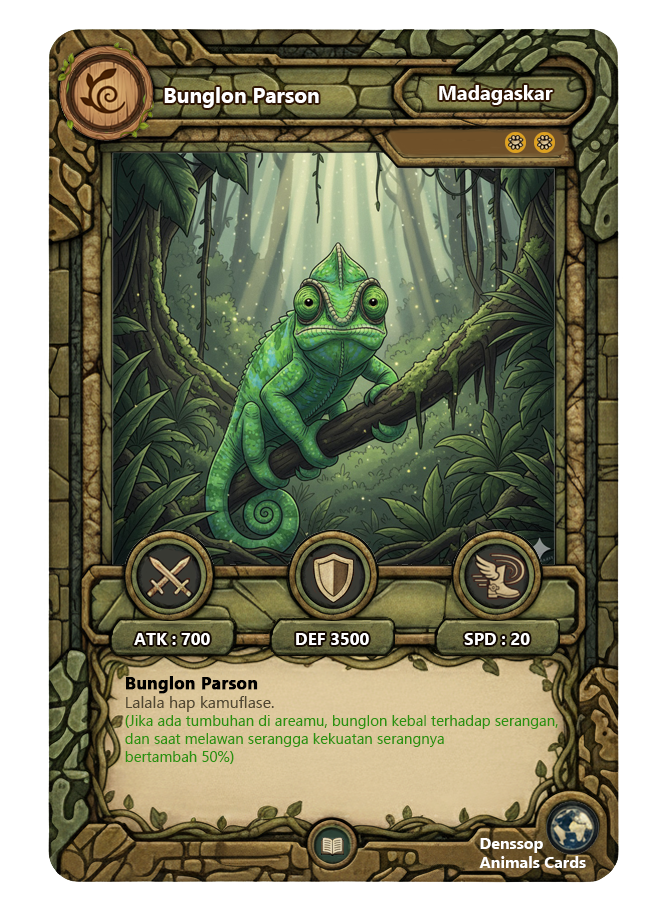 Bunglon Parson
Madagaskar
ATK : 700
DEF 3500
SPD : 20
Bunglon Parson
Lalala hap kamuflase.
(Jika ada tumbuhan di areamu, bunglon kebal terhadap serangan,
dan saat melawan serangga kekuatan serangnya
bertambah 50%)
Denssop
Animals Cards